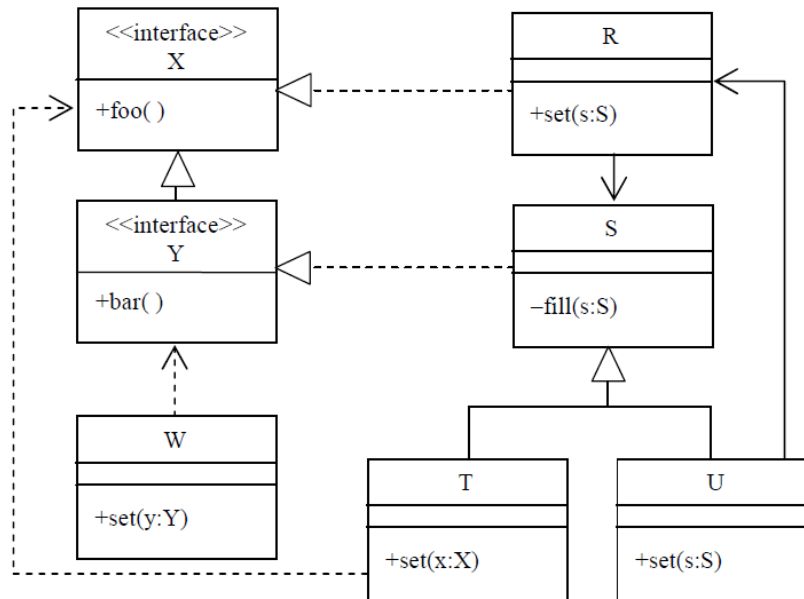 <<interface>>
X
+foo( )
R
+set(s:S)
<<interface>>
Y
+bar( )
S
–fill(s:S)
W
+set(y:Y)
T
+set(x:X)
U
+set(s:S)